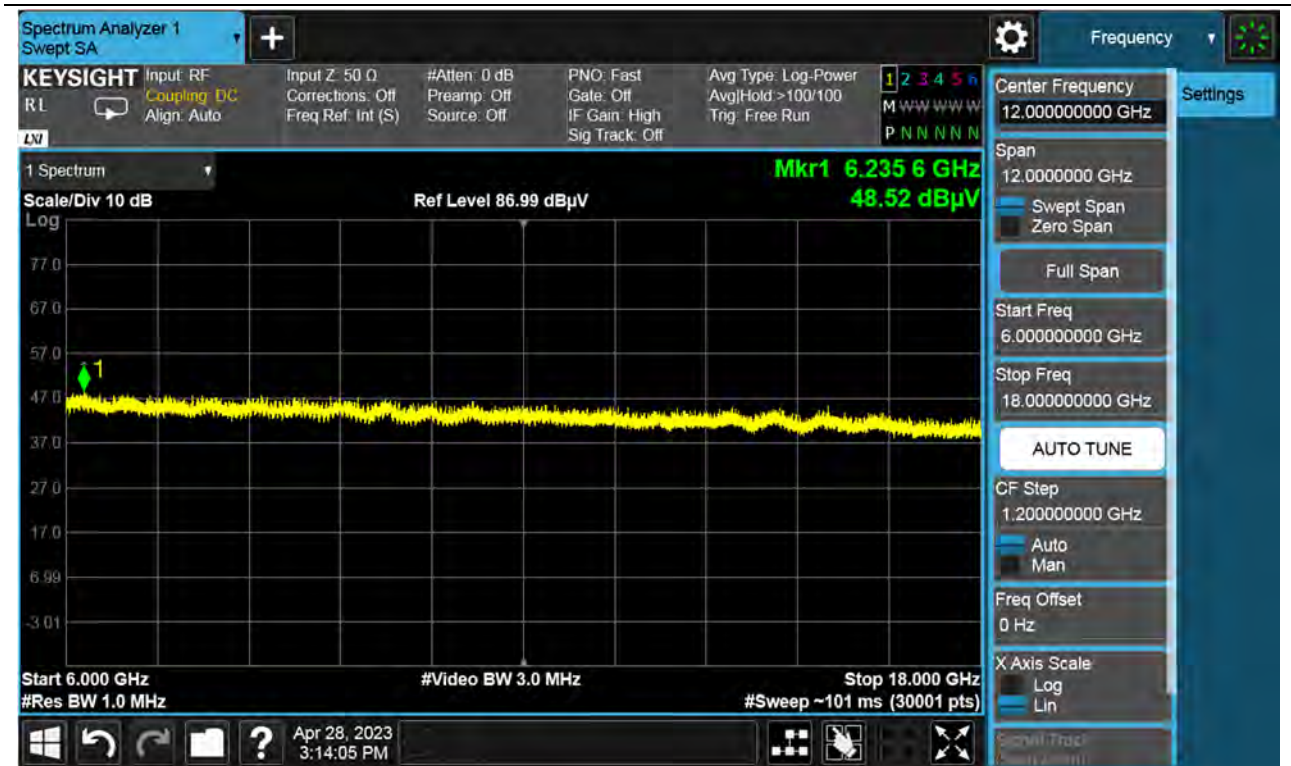 Spectrum Analyzer 1
Swept SA
+
Frequency
KEYSIGHT
RL
LXI
Input: RF
Coupling: DC
Align: Auto
Input Z: 50 Ω
Corrections: Off
Freq Ref: Int (S)
#Atten: 0 dB
Preamp: Off
Source: Off
PNO: Fast
Gate: Off
IF Gain: High
Sig Track: Off
Avg Type: Log-Power
Avg|Hold:>100/100
Trig: Free Run
1 2 3 4 5 6
M W W W W W
P N N N N N
1 Spectrum
Mkr1 6.235 6 GHz
48.52 dBµV
Scale/Div 10 dB
Ref Level 86.99 dBµV
Log
77.0
67.0
57.0
1
47.0
37.0
27.0
17.0
6.99
-3.01
Start 6.000 GHz
#Video BW 3.0 MHz
Stop 18.000 GHz
#Res BW 1.0 MHz
#Sweep ~101 ms (30001 pts)
Center Frequency
12.000000000 GHz
Settings
Span
12.0000000 GHz
Swept Span
Zero Span
Full Span
Start Freq
6.000000000 GHz
Stop Freq
18.000000000 GHz
AUTO TUNE
CF Step
1.200000000 GHz
Auto
Man
Freq Offset
0 Hz
X Axis Scale
Log
Lin
Signal Track
?
Apr 28, 2023
3:14:05 PM